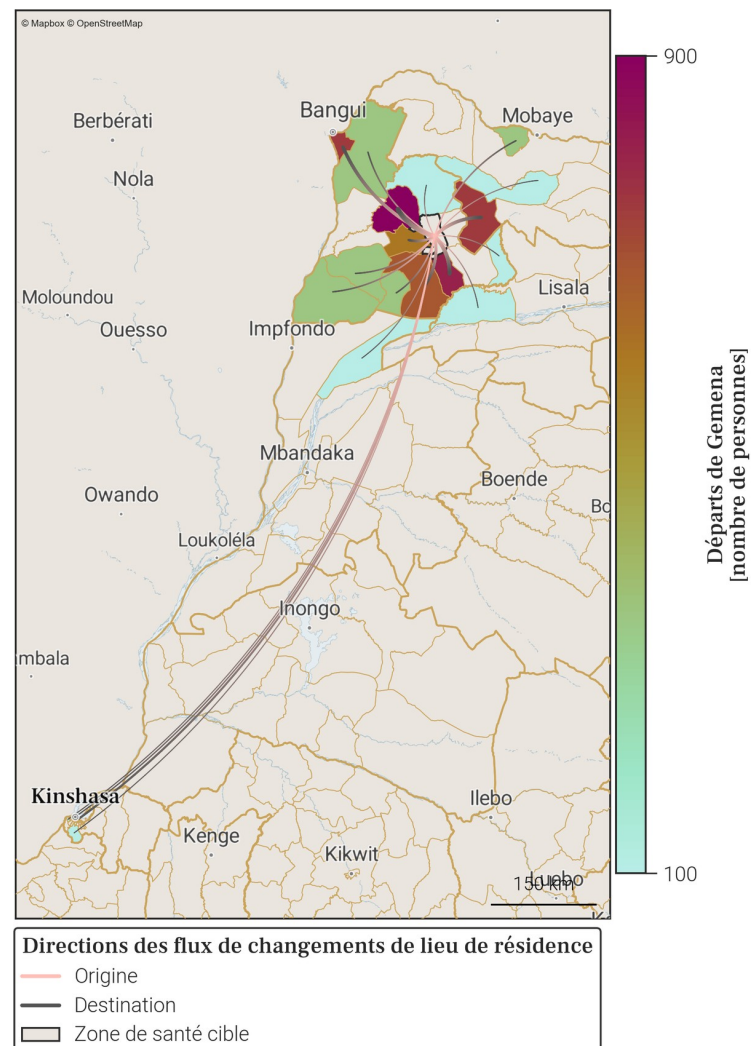 © Mapbox © OpenStreetMap
900
Bangui
Berbérati
Mobaye
Nola
Moloundou
Lisala
Ouesso
Impfondo
Mbandaka
Boende
Owando
Bo
Loukoléla
Inongo
mbala
Kinshasa
Ilebo
Kenge
Kikwit
Luebo
150 km
100
Départs de Gemena
[nombre de personnes]
Directions des flux de changements de lieu de résidence
Origine
Destination
Zone de santé cible